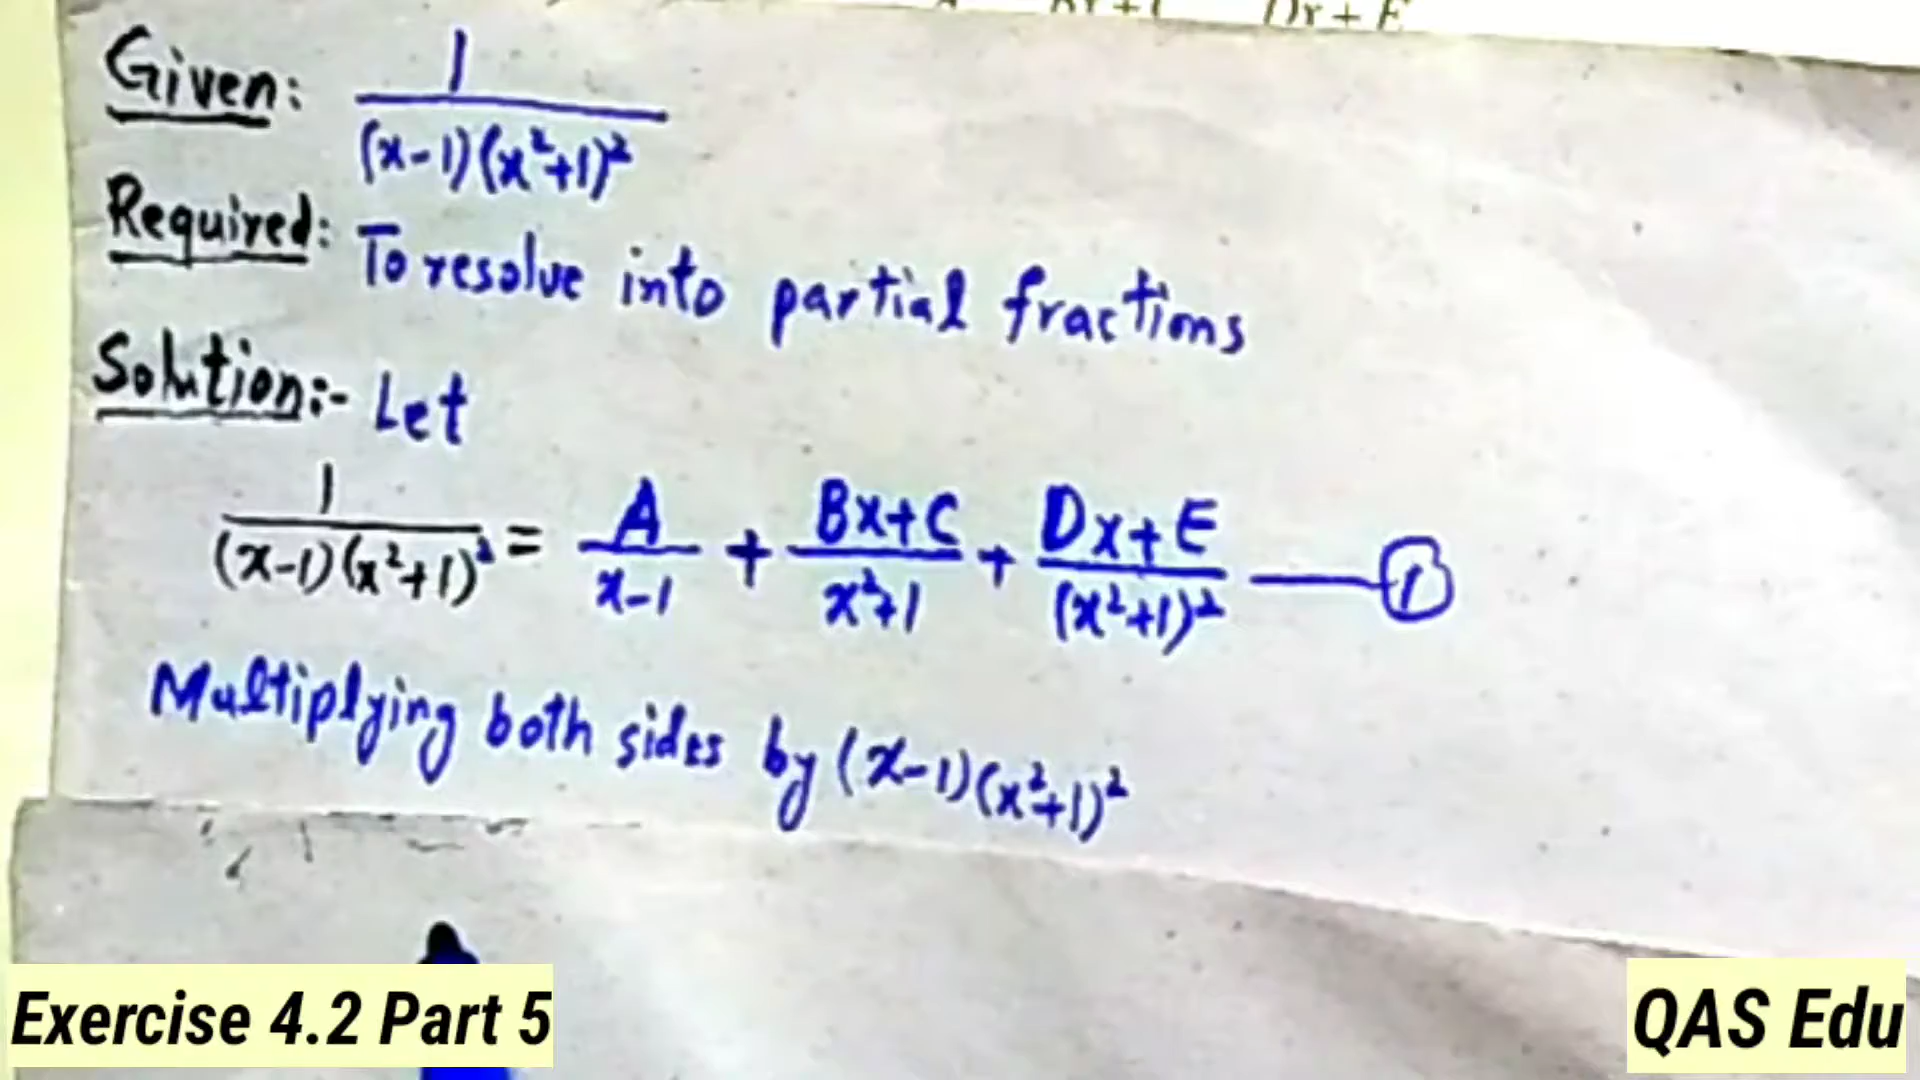 Dx + E
Given: 1/((x-1)(x²+1)²)
Required: To resolve into partial fractions
Solution:- Let
1/((x-1)(x²+1)²) = A/(x-1) + (Bx+C)/(x²+1) + (Dx+E)/(x²+1)² —— ①
Multiplying both sides by (x-1)(x²+1)²
Exercise 4.2 Part 5
QAS Edu